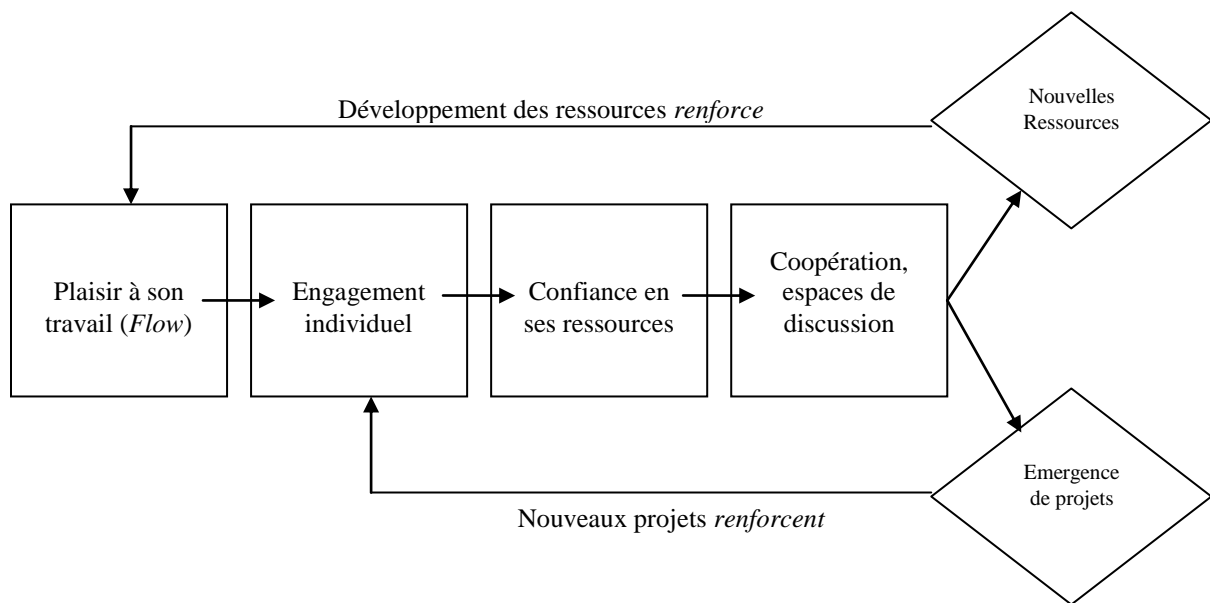 Nouvelles
Ressources
Développement des ressources renforce
Plaisir à son
travail (Flow)
Engagement
individuel
Confiance en
ses ressources
Coopération,
espaces de
discussion
Emergence
de projets
Nouveaux projets renforcent